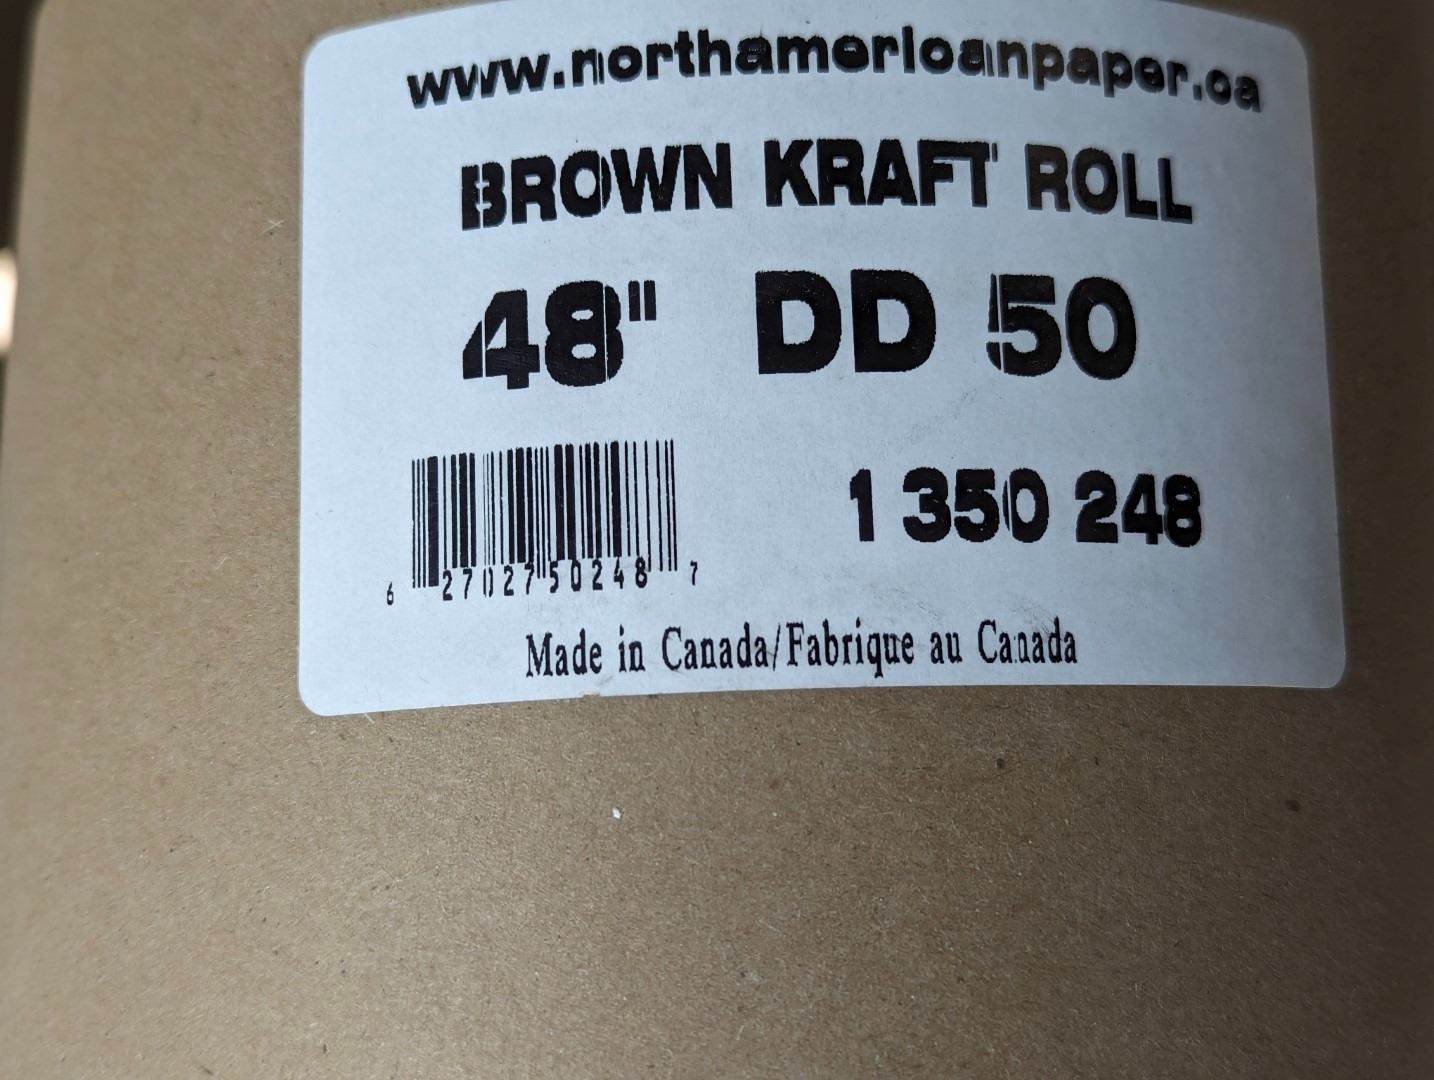 www.northamerioanpaper.ca
BROWN KRAFT ROLL
48" DD 50
1 350 248
6 27027 50248 7
Made in Canada/Fabrique au Canada